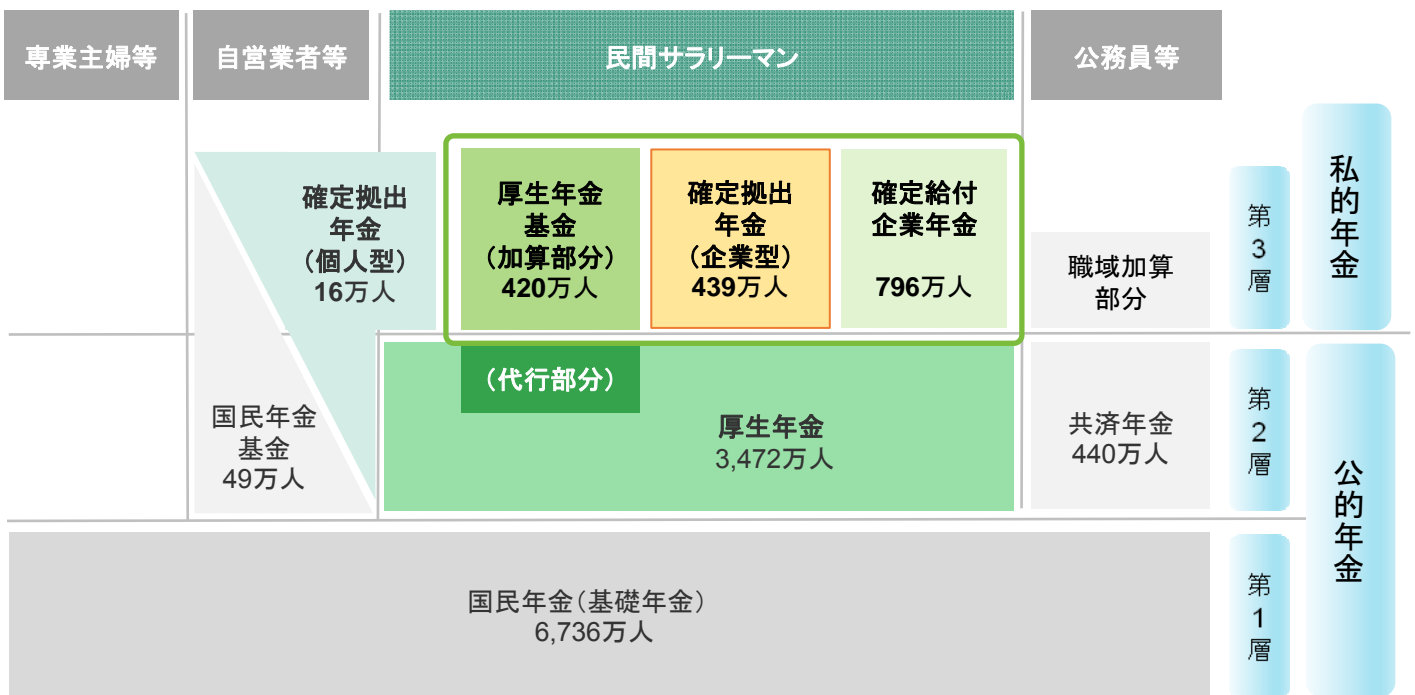 専業主婦等
自営業者等
民間サラリーマン
公務員等
確定拠出
年金
（個人型）
16万人
厚生年金
基金
（加算部分）
420万人
確定拠出
年金
（企業型）
439万人
確定給付
企業年金
796万人
職域加算
部分
第
3
層
私
的
年
金
（代行部分）
国民年金
基金
49万人
厚生年金
3,472万人
共済年金
440万人
第
2
層
公
的
年
金
国民年金（基礎年金）
6,736万人
第
1
層